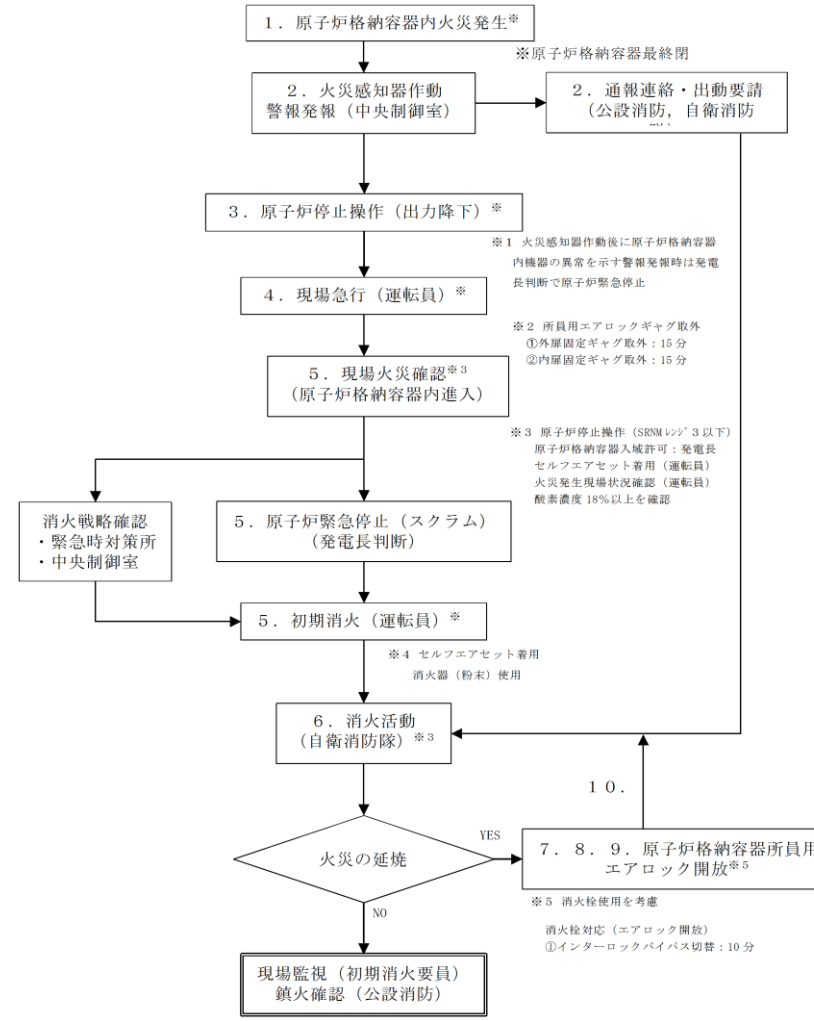 １．原子炉格納容器内火災発生※
※原子炉格納容器最終閉
２．火災感知器作動
警報発報（中央制御室）
２．通報連絡・出動要請
（公設消防，自衛消防
３．原子炉停止操作（出力降下）※
※１ 火災感知器作動後に原子炉格納容器
内機器の異常を示す警報発報時は発電
長判断で原子炉緊急停止
４．現場急行（運転員）※
※２ 所員用エアロックギャグ取外
①外扉固定ギャグ取外：15分
②内扉固定ギャグ取外：15分
５．現場火災確認※３
（原子炉格納容器内進入）
※３ 原子炉停止操作（SRNMﾚﾝｼﾞ３以下）
原子炉格納容器入域許可：発電長
セルフエアセット着用（運転員）
火災発生現場状況確認（運転員）
酸素濃度18%以上を確認
消火戦略確認
・緊急時対策所
・中央制御室
５．原子炉緊急停止（スクラム）
（発電長判断）
５．初期消火（運転員）※
※４ セルフエアセット着用
消火器（粉末）使用
６．消火活動
（自衛消防隊）※３
１０．
火災の延焼
YES
７．８．９．原子炉格納容器所員用
エアロック開放※５
※５ 消火栓使用を考慮
消火栓対応（エアロック開放）
①インターロックバイパス切替：10分
NO
現場監視（初期消火要員）
鎮火確認（公設消防）